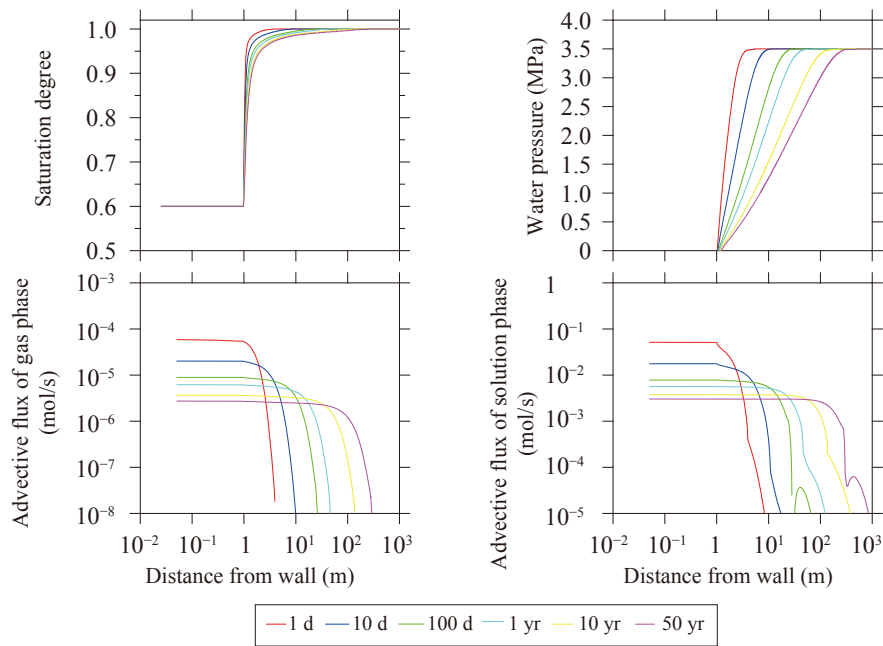 Saturation degree
1.0
0.9
0.8
0.7
0.6
0.5
Water pressure (MPa)
4.0
3.5
3.0
2.5
2.0
1.5
1.0
0.5
0
Advective flux of gas phase
(mol/s)
10⁻³
10⁻⁴
10⁻⁵
10⁻⁶
10⁻⁷
10⁻⁸
10⁻² 10⁻¹ 1 10¹ 10² 10³
Distance from wall (m)
Advective flux of solution phase
(mol/s)
1
10⁻¹
10⁻²
10⁻³
10⁻⁴
10⁻⁵
10⁻² 10⁻¹ 1 10¹ 10² 10³
Distance from wall (m)
1 d 10 d 100 d 1 yr 10 yr 50 yr